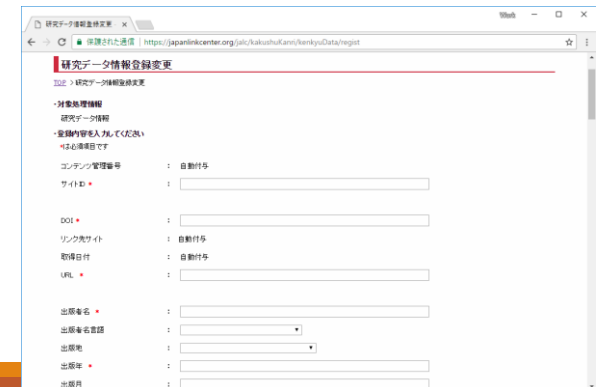 研究データ情報登録変更 -
Work
保護された通信 | https://japanlinkcenter.org/jalc/kakushuKanri/kenkyuData/regist
研究データ情報登録変更
TOP > 研究データ情報登録変更
・対象処理情報
研究データ情報
・登録内容を入力してください
*は必須項目です
コンテンツ管理番号 : 自動付与
サイトID * :
DOI * :
リンク先サイト : 自動付与
取得日付 : 自動付与
URL * :
出版者名 * :
出版者名言語 :
出版地 :
出版年 * :
出版月 :